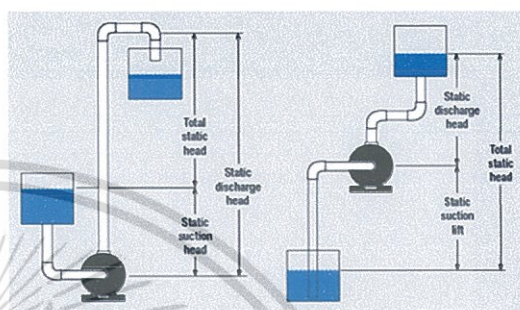 Total
static
head
Static
discharge
head
Static
suction
head
Static
discharge
head
Total
static
head
Static
suction
lift